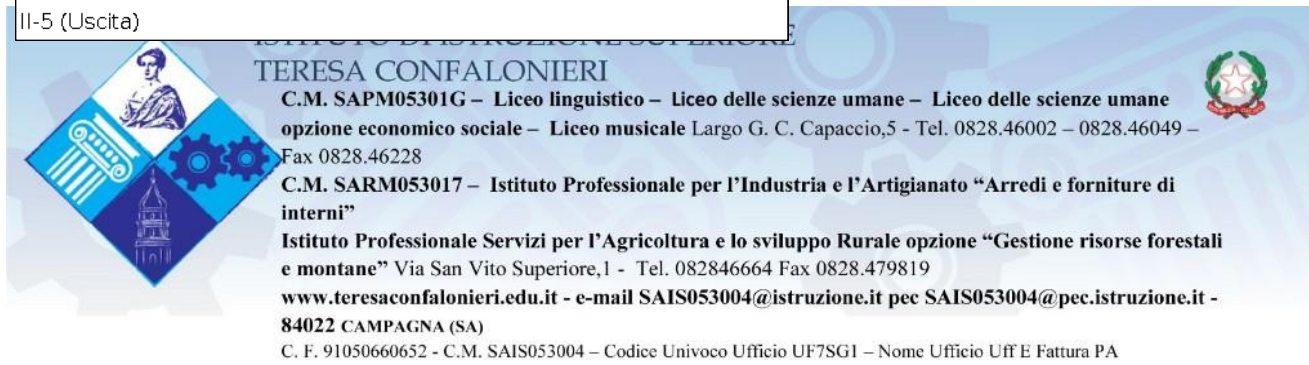 II-5 (Uscita)
ISTITUTO DI ISTRUZIONE SUPERIORE
TERESA CONFALONIERI
C.M. SAPM05301G – Liceo linguistico – Liceo delle scienze umane – Liceo delle scienze umane
opzione economico sociale – Liceo musicale Largo G. C. Capaccio,5 - Tel. 0828.46002 – 0828.46049 –
Fax 0828.46228
C.M. SARM053017 – Istituto Professionale per l’Industria e l’Artigianato “Arredi e forniture di
interni”
Istituto Professionale Servizi per l’Agricoltura e lo sviluppo Rurale opzione “Gestione risorse forestali
e montane” Via San Vito Superiore,1 - Tel. 082846664 Fax 0828.479819
www.teresaconfalonieri.edu.it - e-mail SAIS053004@istruzione.it pec SAIS053004@pec.istruzione.it -
84022 CAMPAGNA (SA)
C. F. 91050660652 - C.M. SAIS053004 – Codice Univoco Ufficio UF7SG1 – Nome Ufficio Uff E Fattura PA